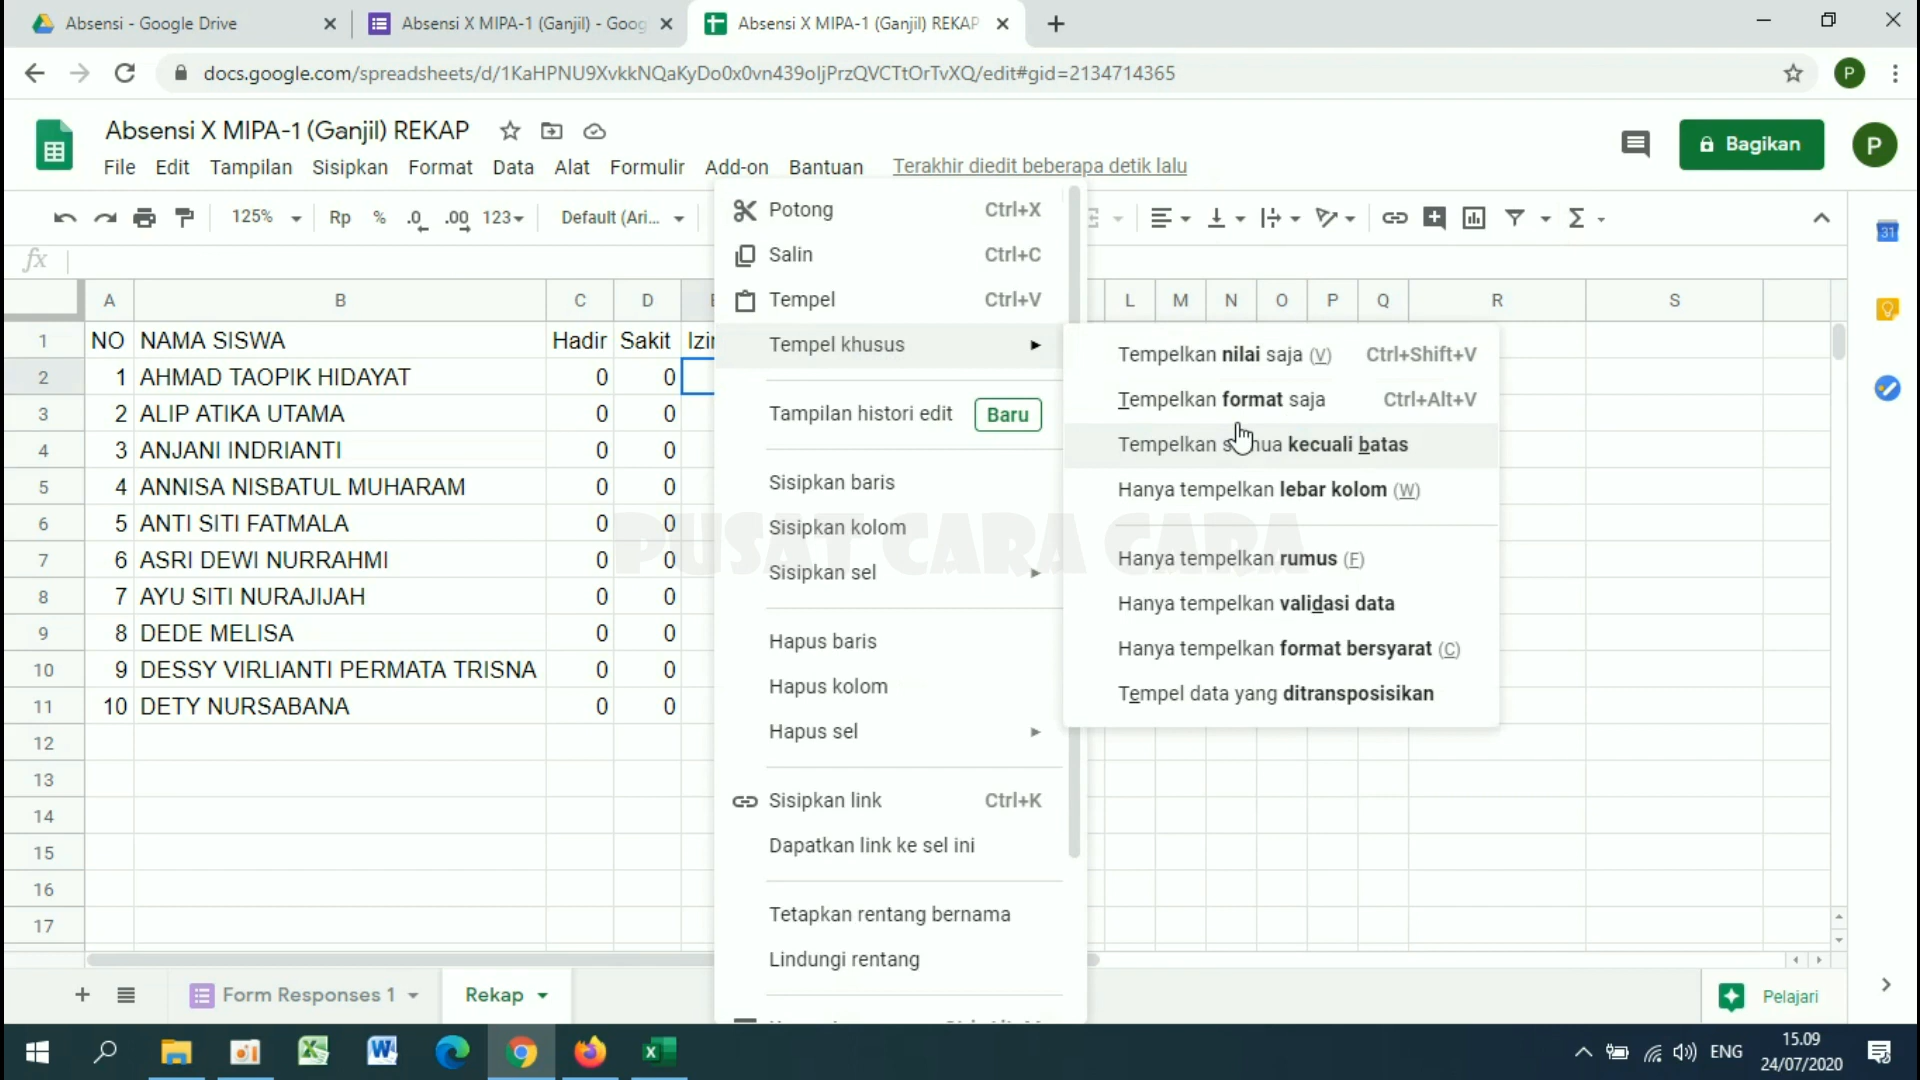 Absensi - Google Drive
Absensi X MIPA-1 (Ganjil) - Goog
Absensi X MIPA-1 (Ganjil) REKAP
docs.google.com/spreadsheets/d/1KaHPNU9XvkkNQaKyDo0x0vn439oIjPrzQVCTtOrTvXQ/edit#gid=2134714365
P
Absensi X MIPA-1 (Ganjil) REKAP
Bagikan
P
File Edit Tampilan Sisipkan Format Data Alat Formulir Add-on Bantuan Terakhir diedit beberapa detik lalu
125% Rp % .0 .00 123 Default (Ari...
fx
A B C D L M N O P Q R S
1 NO NAMA SISWA Hadir Sakit
2 1 AHMAD TAOPIK HIDAYAT 0 0
3 2 ALIP ATIKA UTAMA 0 0
4 3 ANJANI INDRIANTI 0 0
5 4 ANNISA NISBATUL MUHARAM 0 0
6 5 ANTI SITI FATMALA 0 0
7 6 ASRI DEWI NURRAHMI 0 0
8 7 AYU SITI NURAJIJAH 0 0
9 8 DEDE MELISA 0 0
10 9 DESSY VIRLIANTI PERMATA TRISNA 0 0
11 10 DETY NURSABANA 0 0
12
13
14
15
16
17
Potong Ctrl+X
Salin Ctrl+C
Tempel Ctrl+V
Tempel khusus
Tampilan histori edit Baru
Sisipkan baris
Sisipkan kolom
Sisipkan sel
Hapus baris
Hapus kolom
Hapus sel
Sisipkan link Ctrl+K
Dapatkan link ke sel ini
Tetapkan rentang bernama
Lindungi rentang
Tempelkan nilai saja (V) Ctrl+Shift+V
Tempelkan format saja Ctrl+Alt+V
Tempelkan kecuali batas
Hanya tempelkan lebar kolom (W)
Hanya tempelkan rumus (F)
Hanya tempelkan validasi data
Hanya tempelkan format bersyarat (C)
Tempel data yang ditransposisikan
PUSAT CARA CARA
31
Form Responses 1
Rekap
Pelajari
ENG
15.09
24/07/2020